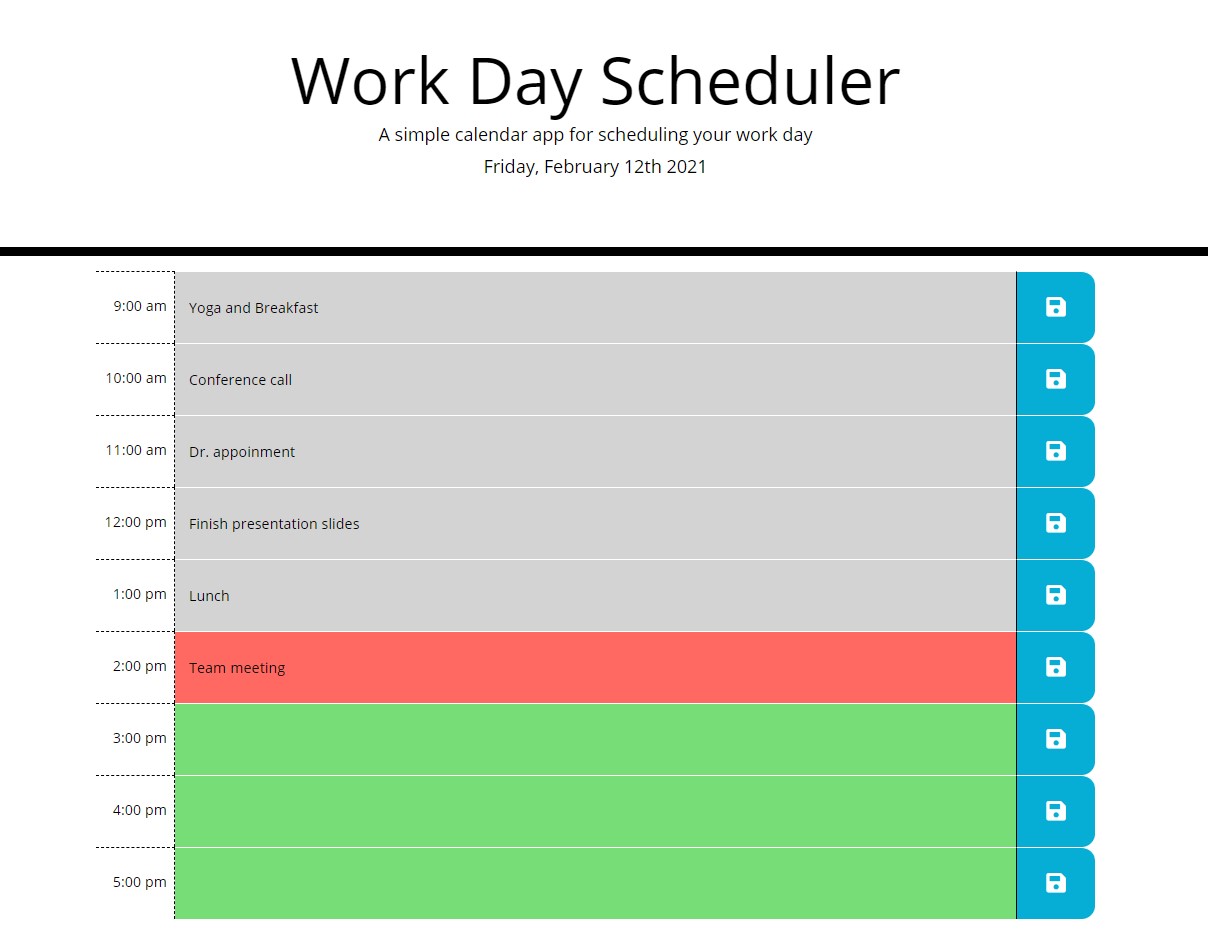 Work Day Scheduler
A simple calendar app for scheduling your work day
Friday, February 12th 2021
9:00 am Yoga and Breakfast
10:00 am Conference call
11:00 am Dr. appoinment
12:00 pm Finish presentation slides
1:00 pm Lunch
2:00 pm Team meeting
3:00 pm
4:00 pm
5:00 pm